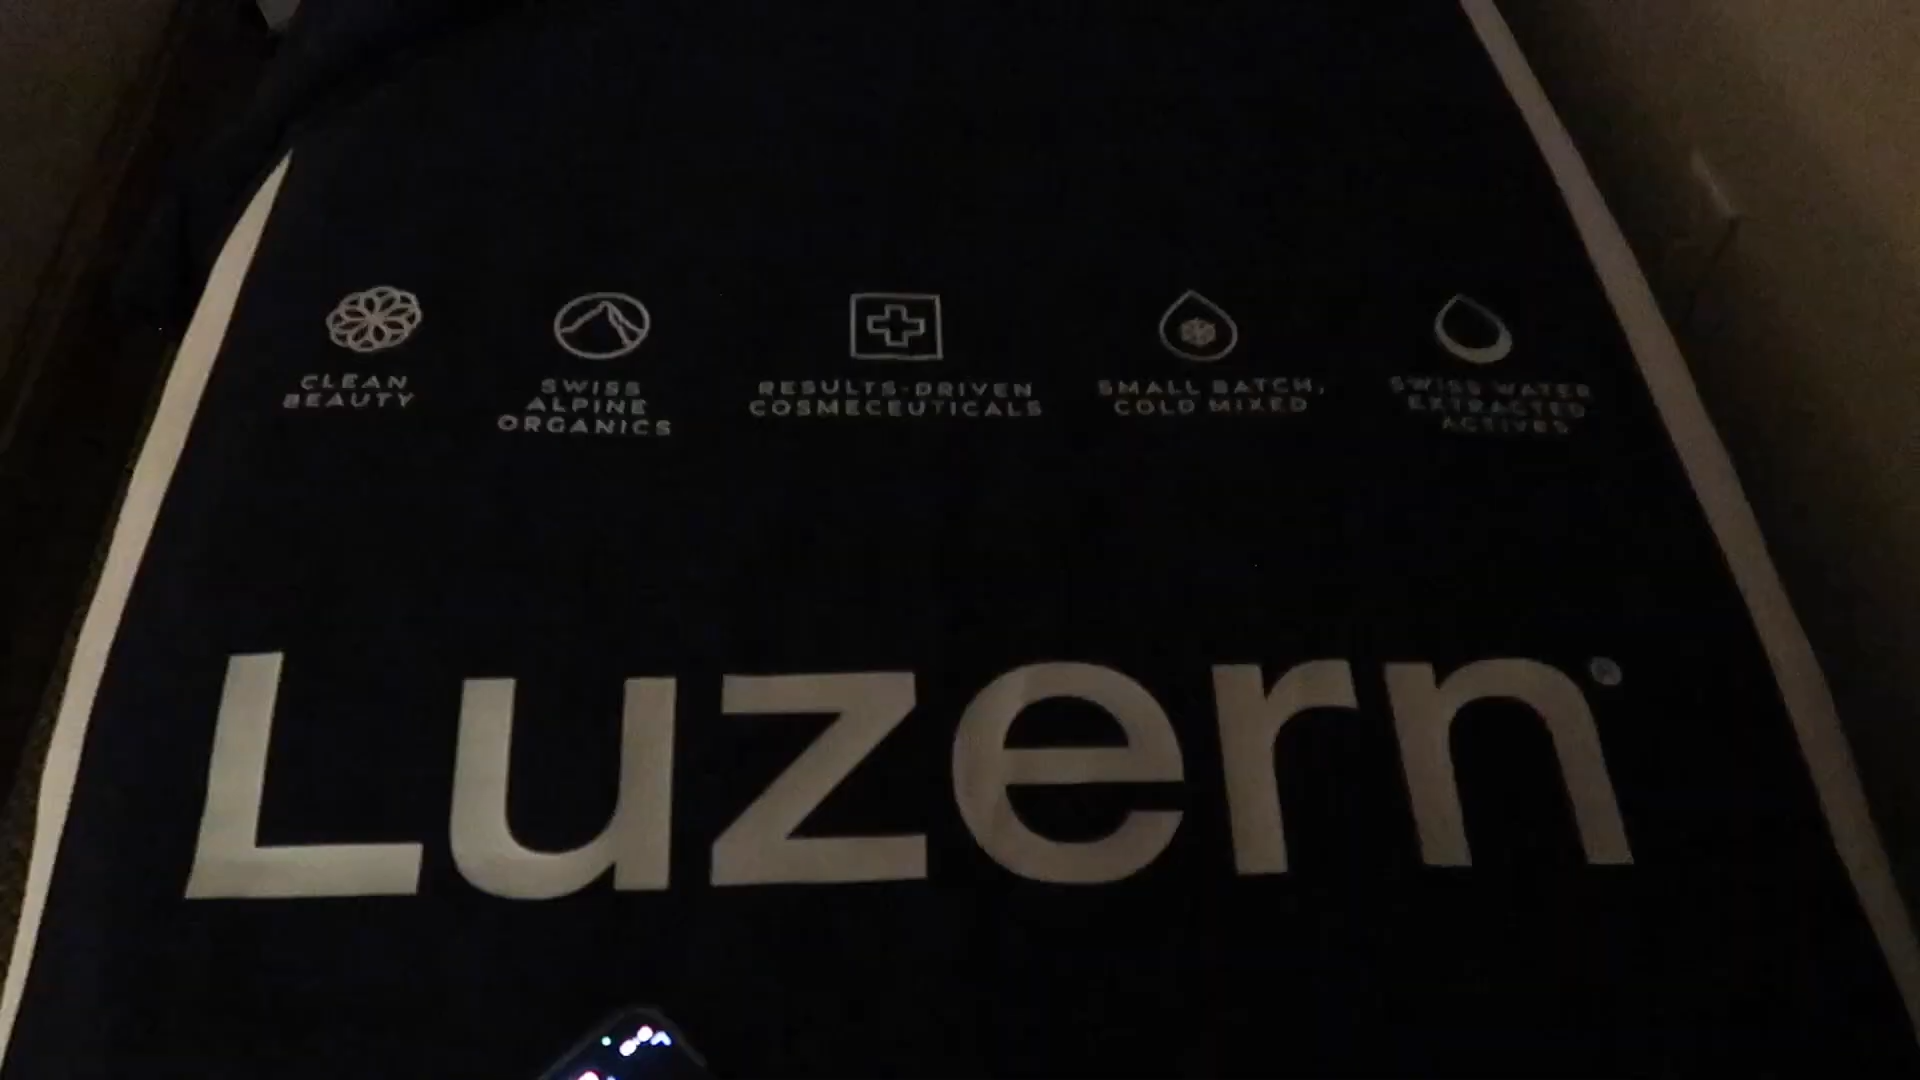 CLEAN
BEAUTY
SWISS
ALPINE
ORGANICS
RESULTS-DRIVEN
COSMECEUTICALS
SMALL BATCH,
COLD MIXED
SWISS WATER
EXTRACTED
ACTIVES
Luzern®